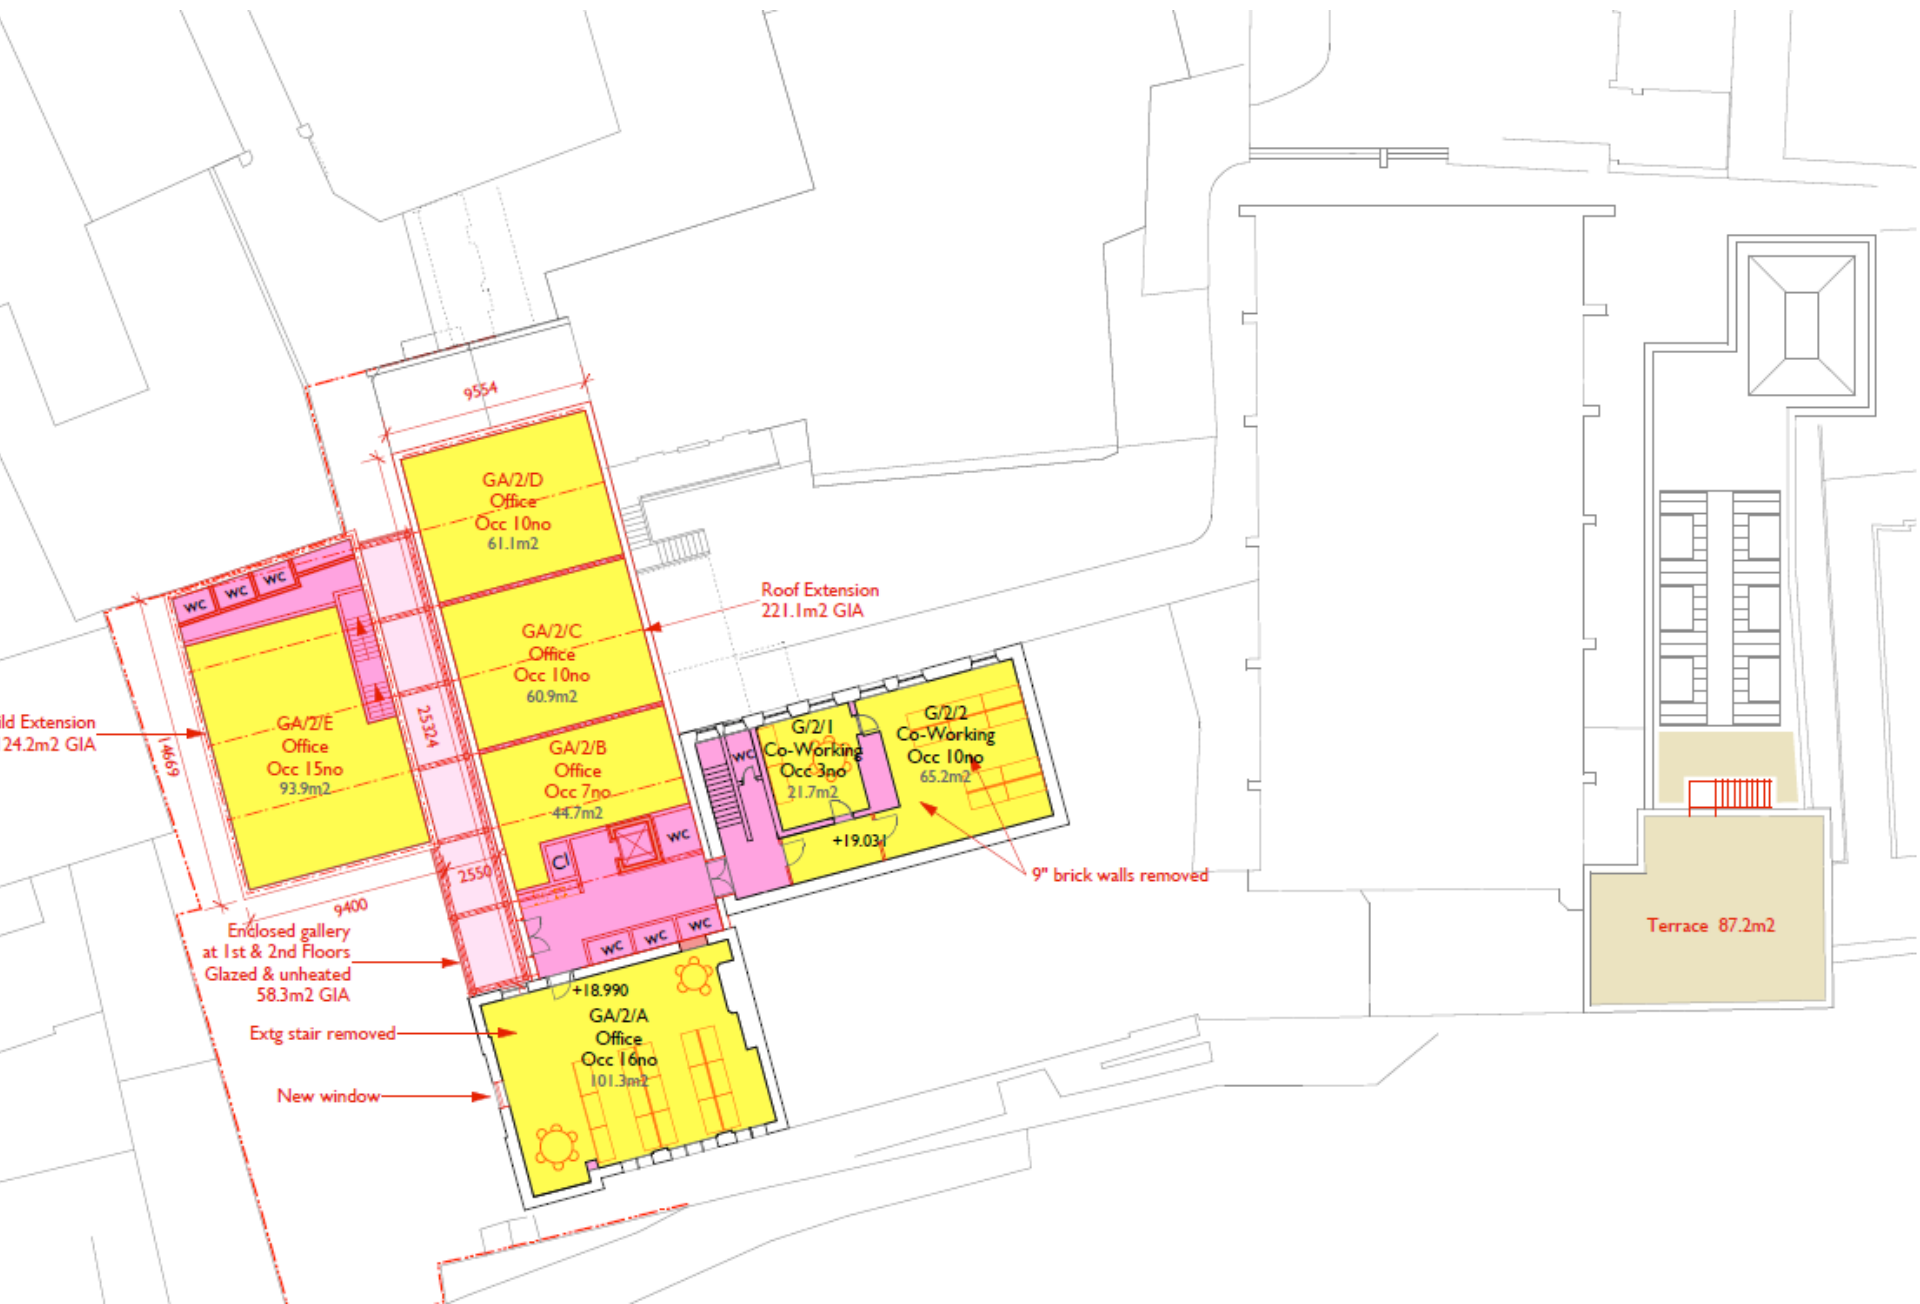 9554
GA/2/D
Office
Occ 10no
61.1m2
Roof Extension
221.1m2 GIA
WC
WC
WC
GA/2/C
Office
Occ 10no
60.9m2
ild Extension
24.2m2 GIA
14669
GA/2/E
Office
Occ 15no
93.9m2
25324
GA/2/B
Office
Occ 7no
44.7m2
WC
G/2/1
Co-Working
Occ 3no
21.7m2
G/2/2
Co-Working
Occ 10no
65.2m2
WC
Cl
+19.031
9" brick walls removed
2550
9400
Enclosed gallery
at 1st & 2nd Floors
Glazed & unheated
58.3m2 GIA
WC
WC
WC
Terrace 87.2m2
+18.990
GA/2/A
Office
Occ 16no
101.3m2
Extg stair removed
New window